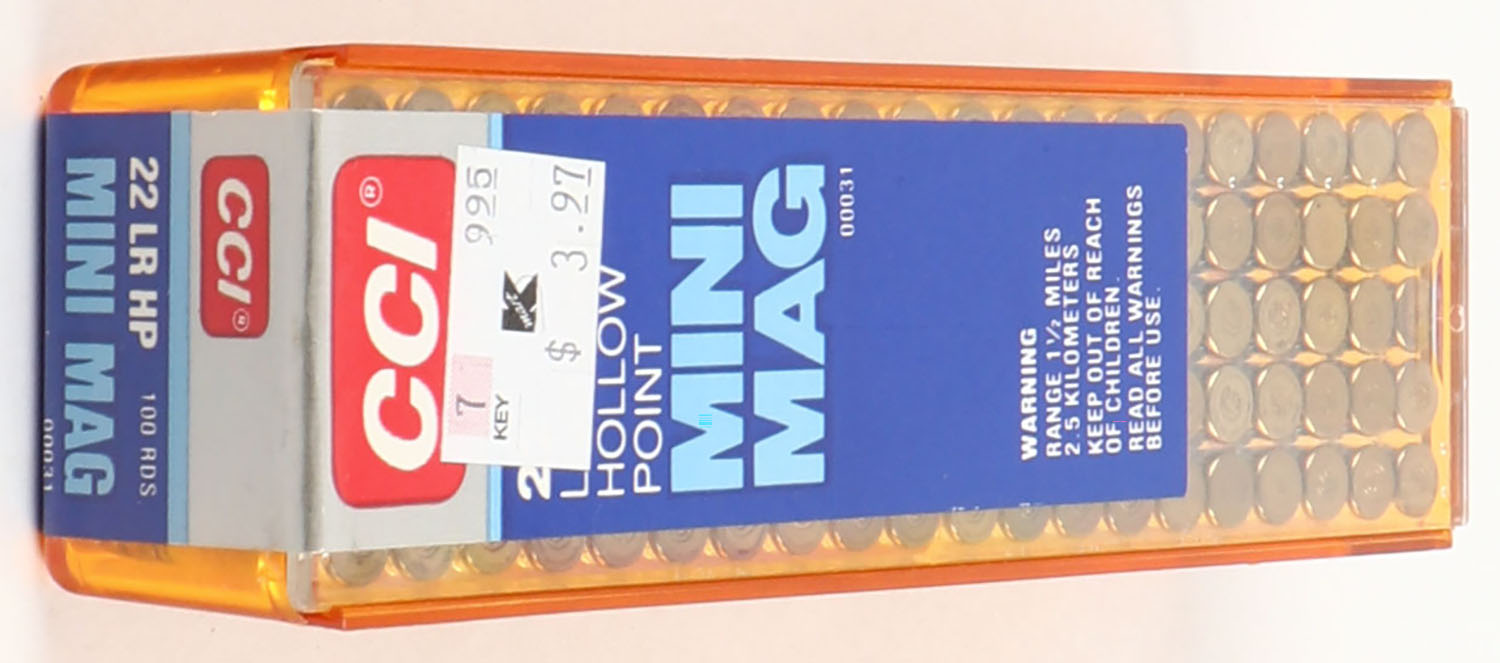 CCI®
995
Kmart
$ 3.97
7
KEY
HOLLOW
POINT
MINI
MAG
00031
WARNING
RANGE 1½ MILES
2.5 KILOMETERS
KEEP OUT OF REACH
OF CHILDREN.
READ ALL WARNINGS
BEFORE USE.
CCI®
22 LR HP 100 RDS.
MINI MAG
00031